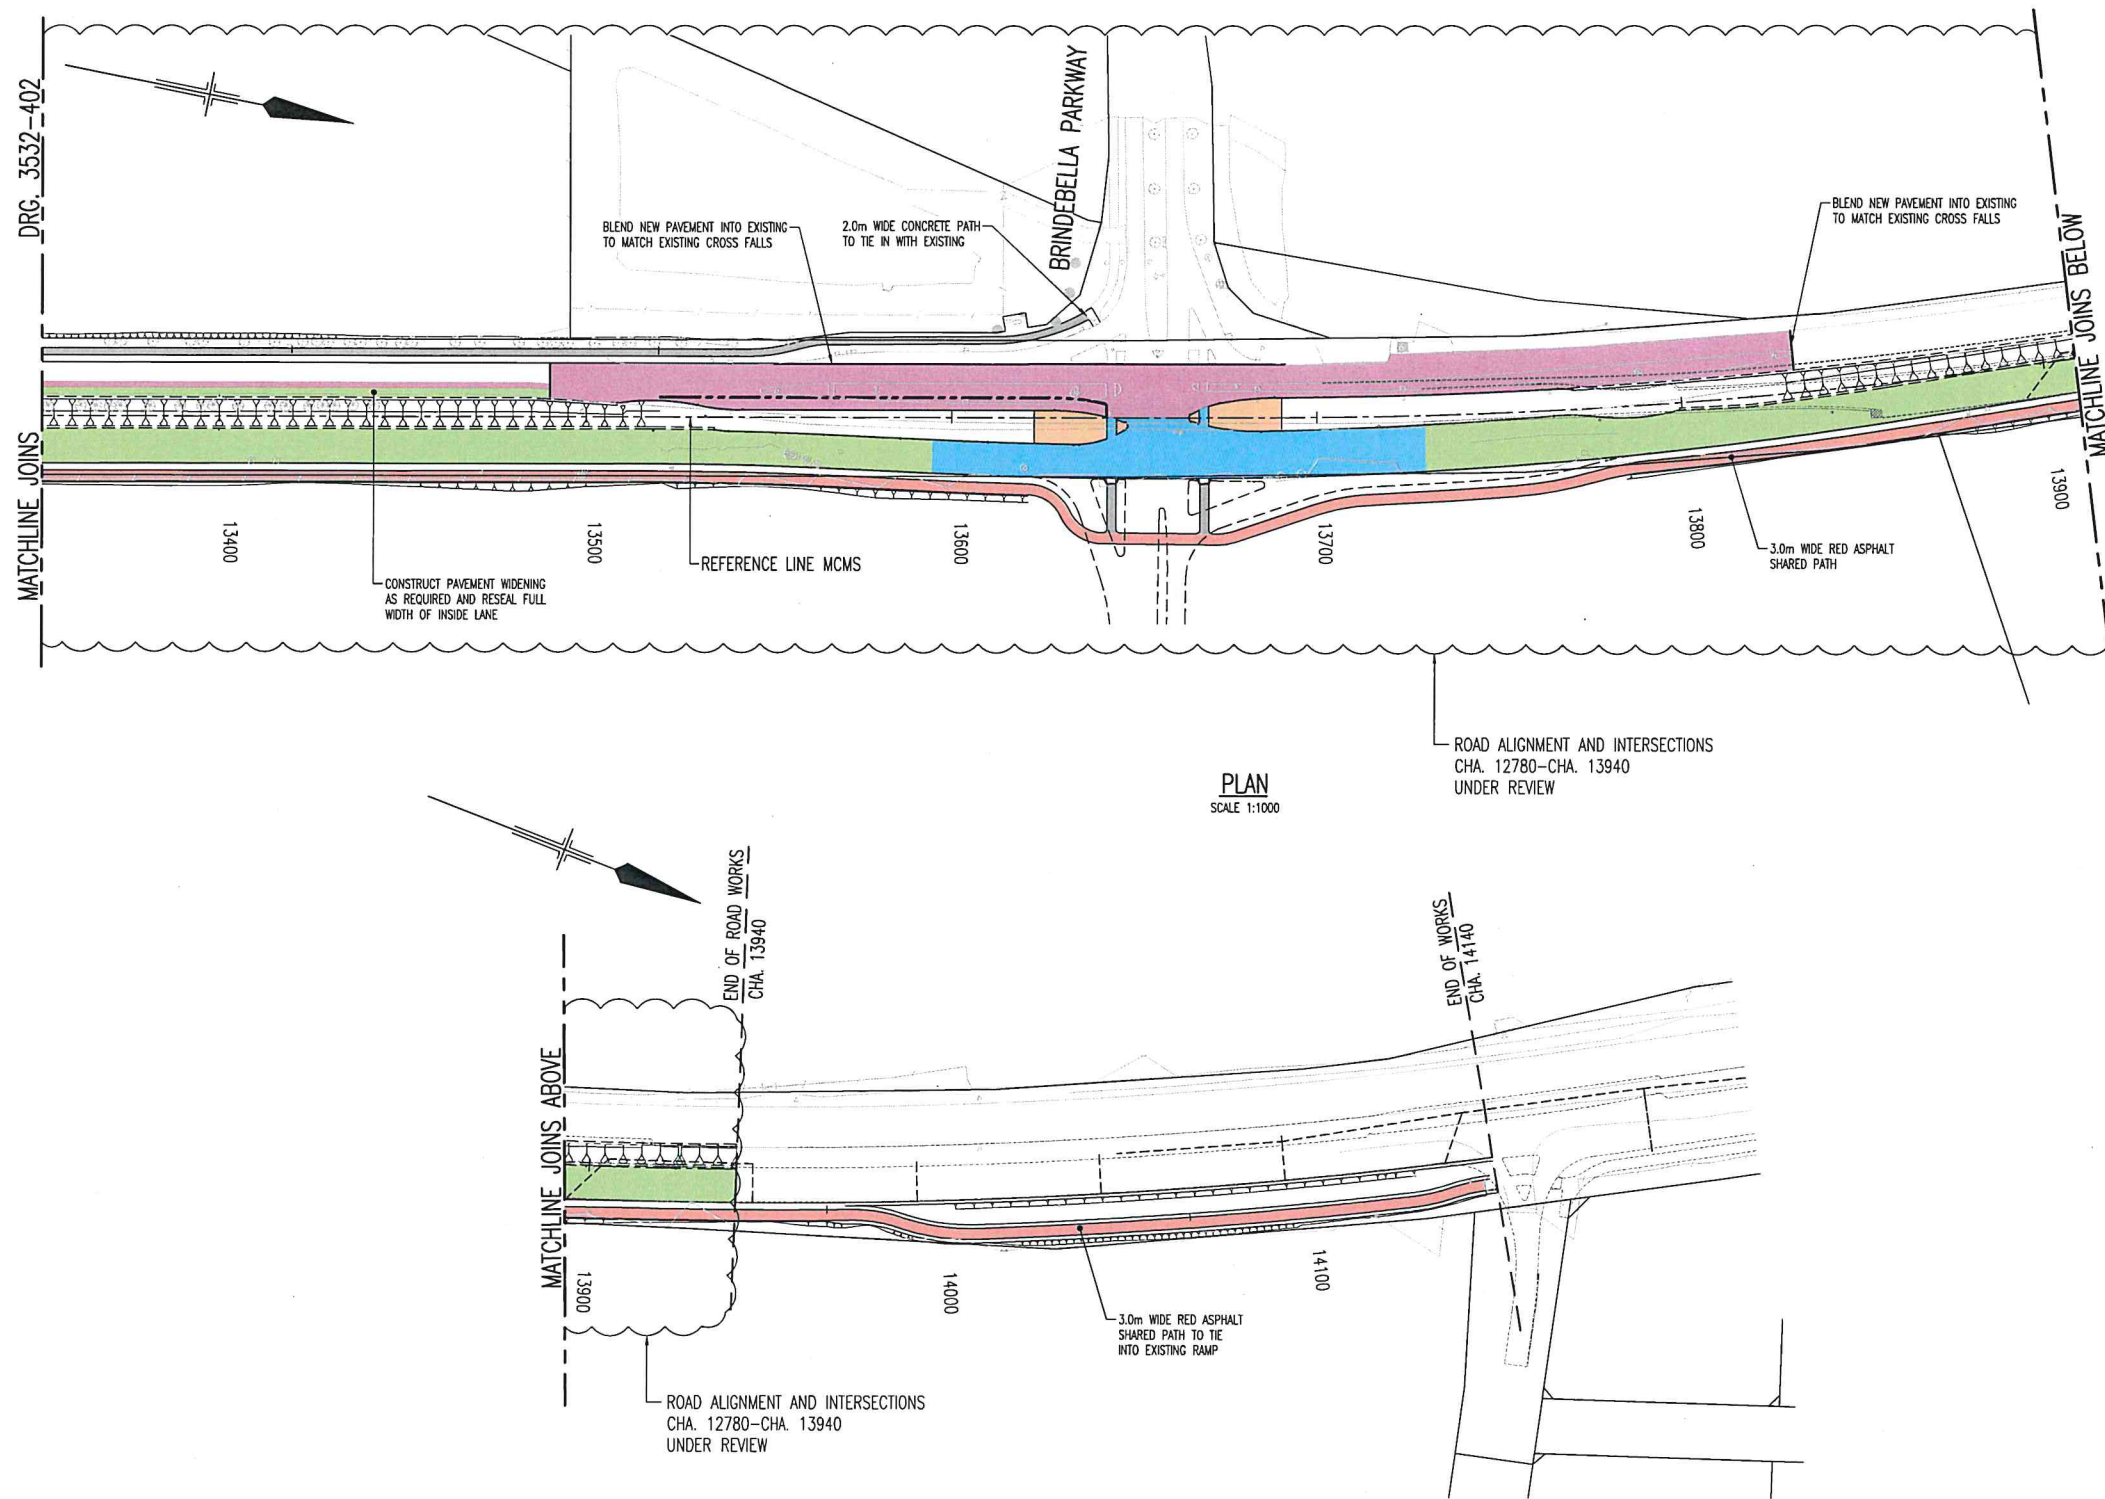 DRG. 3532-402
MATCHLINE JOINS
BRINDEBELLA PARKWAY
BLEND NEW PAVEMENT INTO EXISTING
TO MATCH EXISTING CROSS FALLS
2.0m WIDE CONCRETE PATH
TO TIE IN WITH EXISTING
BLEND NEW PAVEMENT INTO EXISTING
TO MATCH EXISTING CROSS FALLS
MATCHLINE JOINS BELOW
13400
13500
13600
13700
13800
13900
REFERENCE LINE MCMS
CONSTRUCT PAVEMENT WIDENING
AS REQUIRED AND RESEAL FULL
WIDTH OF INSIDE LANE
3.0m WIDE RED ASPHALT
SHARED PATH
ROAD ALIGNMENT AND INTERSECTIONS
CHA. 12780-CHA. 13940
UNDER REVIEW
PLAN
SCALE 1:1000
END OF ROAD WORKS
CHA. 13940
END OF WORKS
CHA. 14140
MATCHLINE JOINS ABOVE
13900
14000
14100
3.0m WIDE RED ASPHALT
SHARED PATH TO TIE
INTO EXISTING RAMP
ROAD ALIGNMENT AND INTERSECTIONS
CHA. 12780-CHA. 13940
UNDER REVIEW